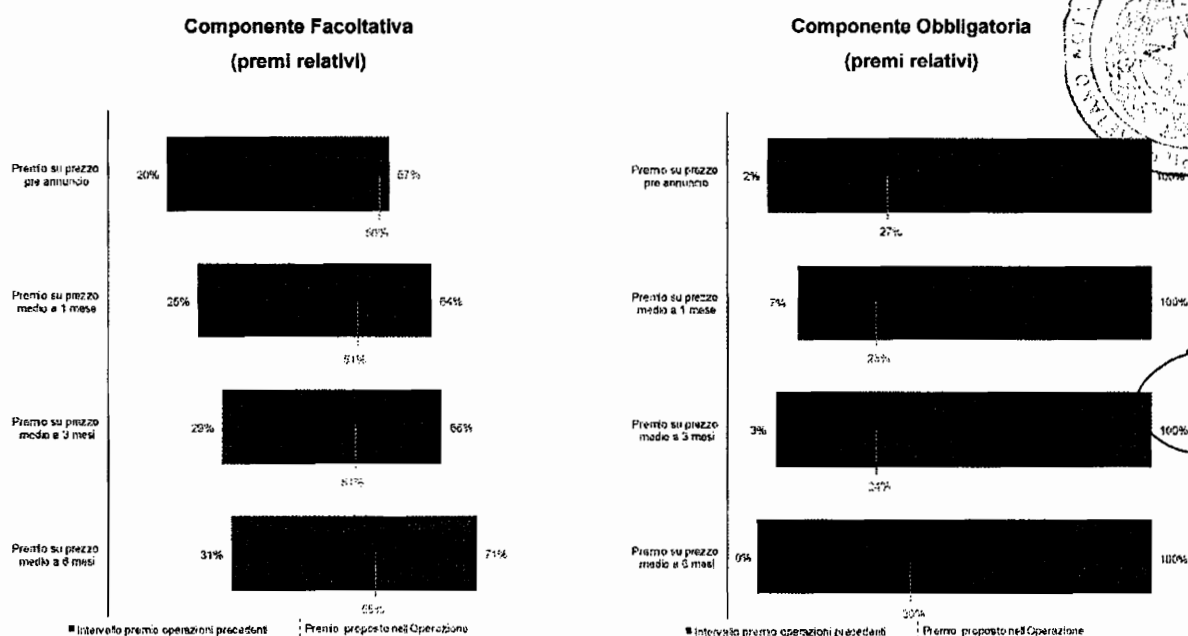 Componente Facoltativa
(premi relativi)
Premio su prezzo
pre annuncio
20%
57%
Premio su prezzo
medio a 1 mese
25%
64%
51%
Premio su prezzo
medio a 3 mesi
29%
66%
51%
Premio su prezzo
medio a 6 mesi
31%
71%
Intervallo premio operazioni precedenti
Premio proposto nell'Operazione
Componente Obbligatoria
(premi relativi)
Premio su prezzo
pre annuncio
2%
100%
27%
Premio su prezzo
medio a 1 mese
7%
100%
Premio su prezzo
medio a 3 mesi
3%
100%
Premio su prezzo
medio a 6 mesi
0%
100%
30%
Intervallo premio operazioni precedenti
Premio proposto nell'Operazione